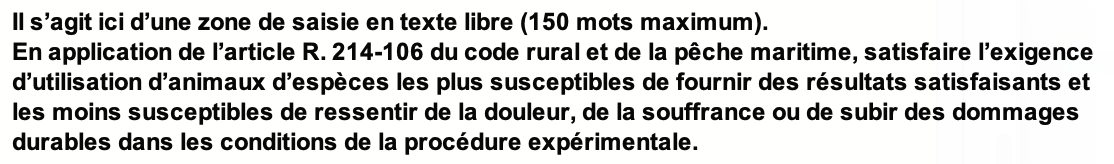 Il s’agit ici d’une zone de saisie en texte libre (150 mots maximum).
En application de l’article R. 214-106 du code rural et de la pêche maritime, satisfaire l’exigence
d’utilisation d’animaux d’espèces les plus susceptibles de fournir des résultats satisfaisants et
les moins susceptibles de ressentir de la douleur, de la souffrance ou de subir des dommages
durables dans les conditions de la procédure expérimentale.